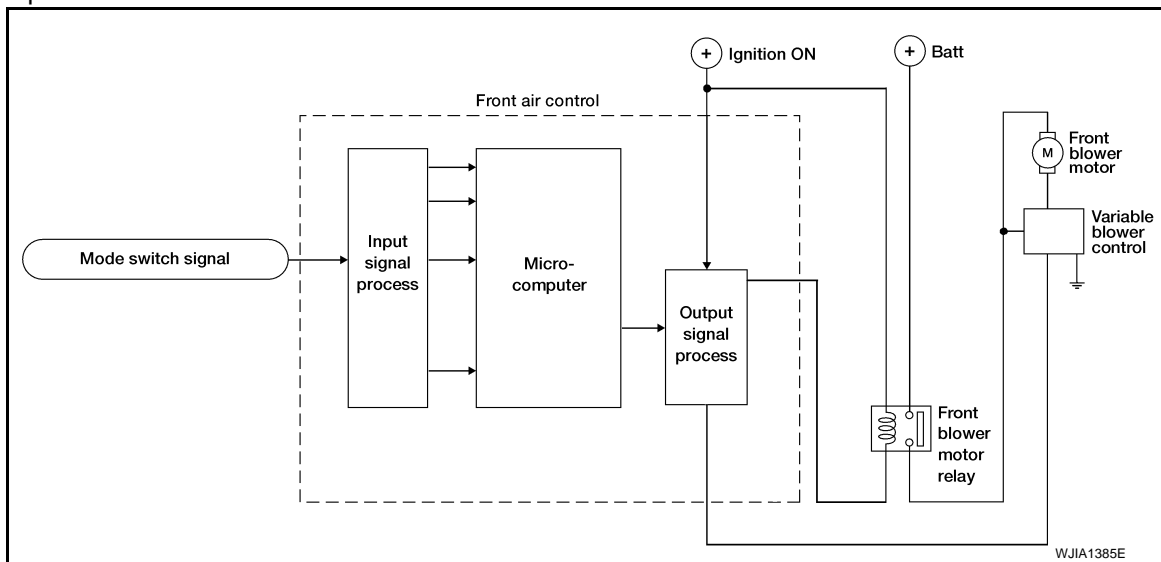 +
Ignition ON
+
Batt
Front air control
Front
blower
motor
M
Variable
blower
control
Mode switch signal
Input
signal
process
Micro-
computer
Output
signal
process
Front
blower
motor
relay
WJIA1385E